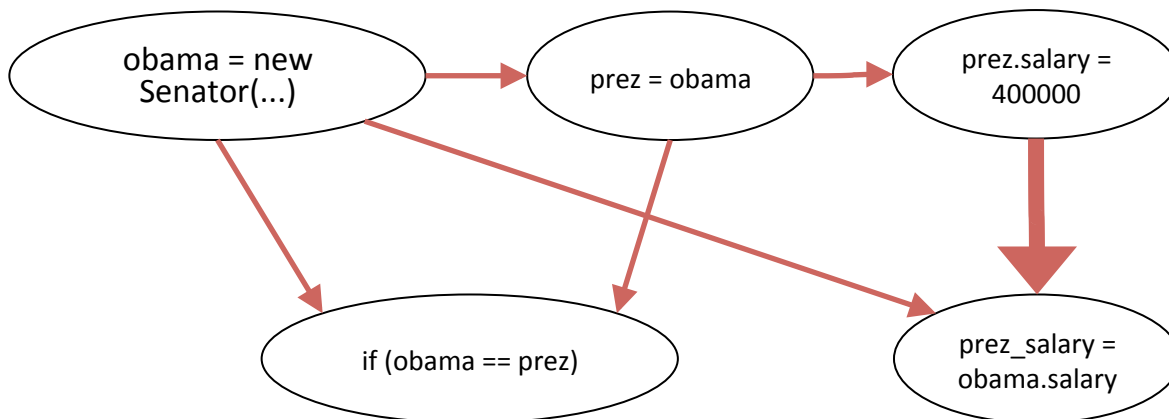 obama = new
Senator(...)
prez = obama
prez.salary =
400000
if (obama == prez)
prez_salary =
obama.salary